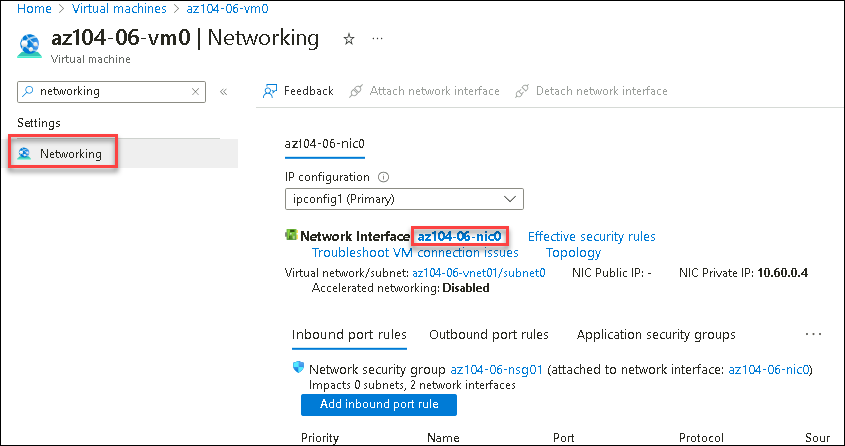 Home > Virtual machines > az104-06-vm0
az104-06-vm0 | Networking ☆ ...
Virtual machine
networking × «
Feedback Attach network interface Detach network interface
Settings
Networking
az104-06-nic0
IP configuration
ipconfig1 (Primary)
Network Interface: az104-06-nic0 Effective security rules
Troubleshoot VM connection issues Topology
Virtual network/subnet: az104-06-vnet01/subnet0 NIC Public IP: - NIC Private IP: 10.60.0.4
Accelerated networking: Disabled
Inbound port rules Outbound port rules Application security groups ...
Network security group az104-06-nsg01 (attached to network interface: az104-06-nic0)
Impacts 0 subnets, 2 network interfaces
Add inbound port rule
Priority Name Port Protocol Sour